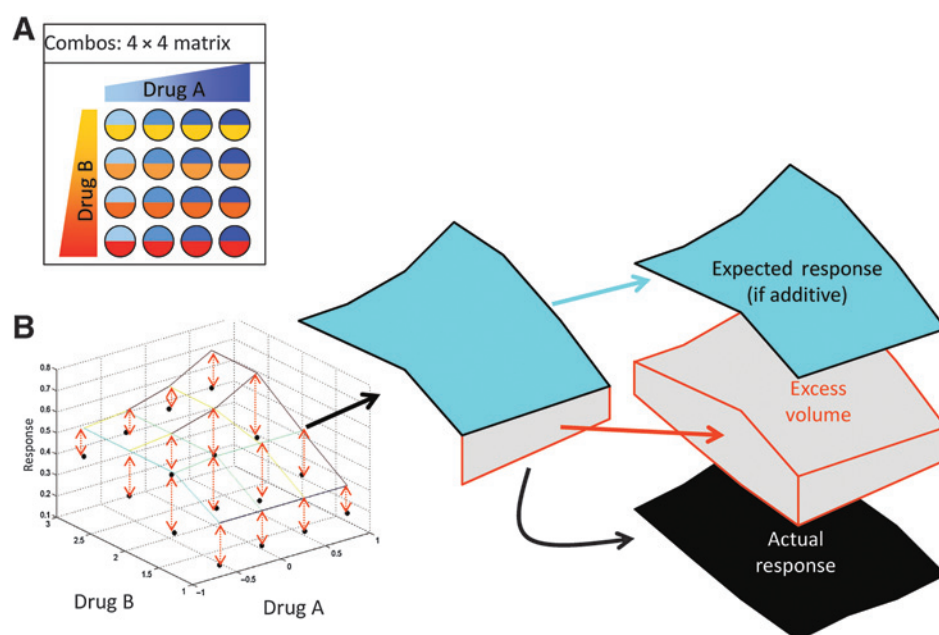 A
Combos: 4 × 4 matrix
Drug A
Drug B
B
Response
0.8
0.7
0.6
0.5
0.4
0.3
0.2
0.1
3
2.5
2
1.5
1
Drug B
−1
−0.5
0
0.5
1
Drug A
Expected response
(if additive)
Excess
volume
Actual
response